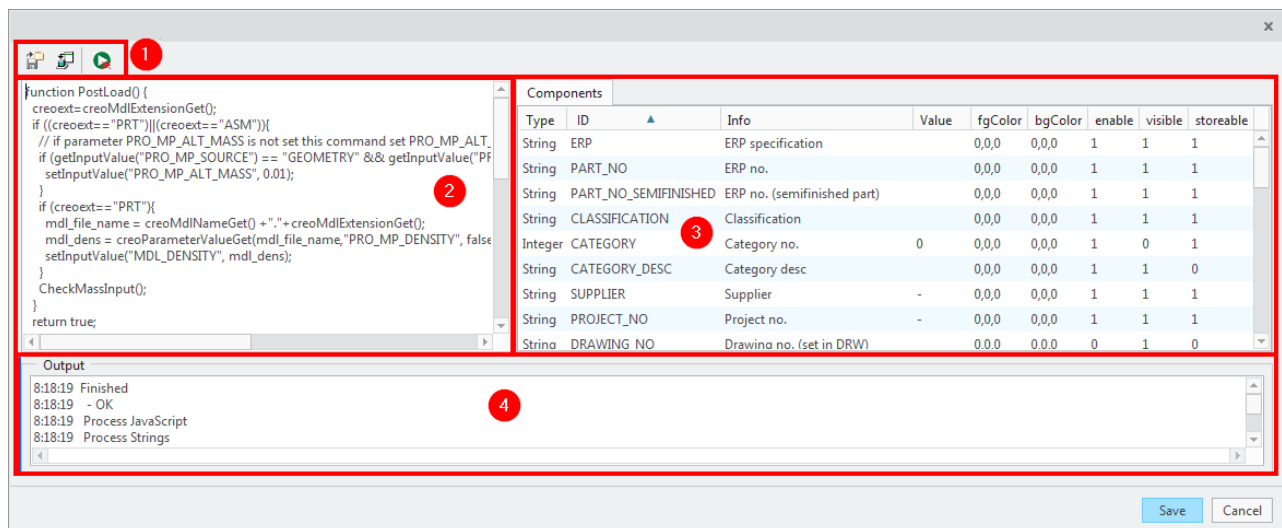 x
1
function PostLoad() {
creoext=creoMdlExtensionGet();
if ((creoext=="PRT")||(creoext=="ASM")){
// if parameter PRO_MP_ALT_MASS is not set this command set PRO_MP_ALT_
if (getInputValue("PRO_MP_SOURCE") == "GEOMETRY" && getInputValue("PR
setInputValue("PRO_MP_ALT_MASS", 0.01);
}
if (creoext=="PRT"){
mdl_file_name = creoMdlNameGet() +"."+creoMdlExtensionGet();
mdl_dens = creoParameterValueGet(mdl_file_name,"PRO_MP_DENSITY", false
setInputValue("MDL_DENSITY", mdl_dens);
}
CheckMassInput();
}
return true;
2
Components
Type ID Info Value fgColor bgColor enable visible storeable
String ERP ERP specification 0,0,0 0,0,0 1 1 1
String PART_NO ERP no. 0,0,0 0,0,0 1 1 1
String PART_NO_SEMIFINISHED ERP no. (semifinished part) 0,0,0 0,0,0 1 1 1
String CLASSIFICATION Classification 0,0,0 0,0,0 1 1 1
3
Integer CATEGORY Category no. 0 0,0,0 0,0,0 1 0 1
String CATEGORY_DESC Category desc 0,0,0 0,0,0 1 1 0
String SUPPLIER Supplier - 0,0,0 0,0,0 1 1 1
String PROJECT_NO Project no. - 0,0,0 0,0,0 1 1 1
String DRAWING_NO Drawing no. (set in DRW) 0,0,0 0,0,0 0 1 0
Output
8:18:19 Finished
8:18:19 - OK
8:18:19 Process JavaScript
8:18:19 Process Strings
4
Save Cancel